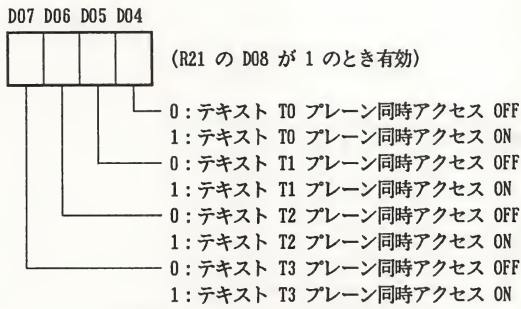 D07 D06 D05 D04
(R21 の D08 が 1 のとき有効)
0:テキスト T0 プレーン同時アクセス OFF
1:テキスト T0 プレーン同時アクセス ON
0:テキスト T1 プレーン同時アクセス OFF
1:テキスト T1 プレーン同時アクセス ON
0:テキスト T2 プレーン同時アクセス OFF
1:テキスト T2 プレーン同時アクセス ON
0:テキスト T3 プレーン同時アクセス OFF
1:テキスト T3 プレーン同時アクセス ON